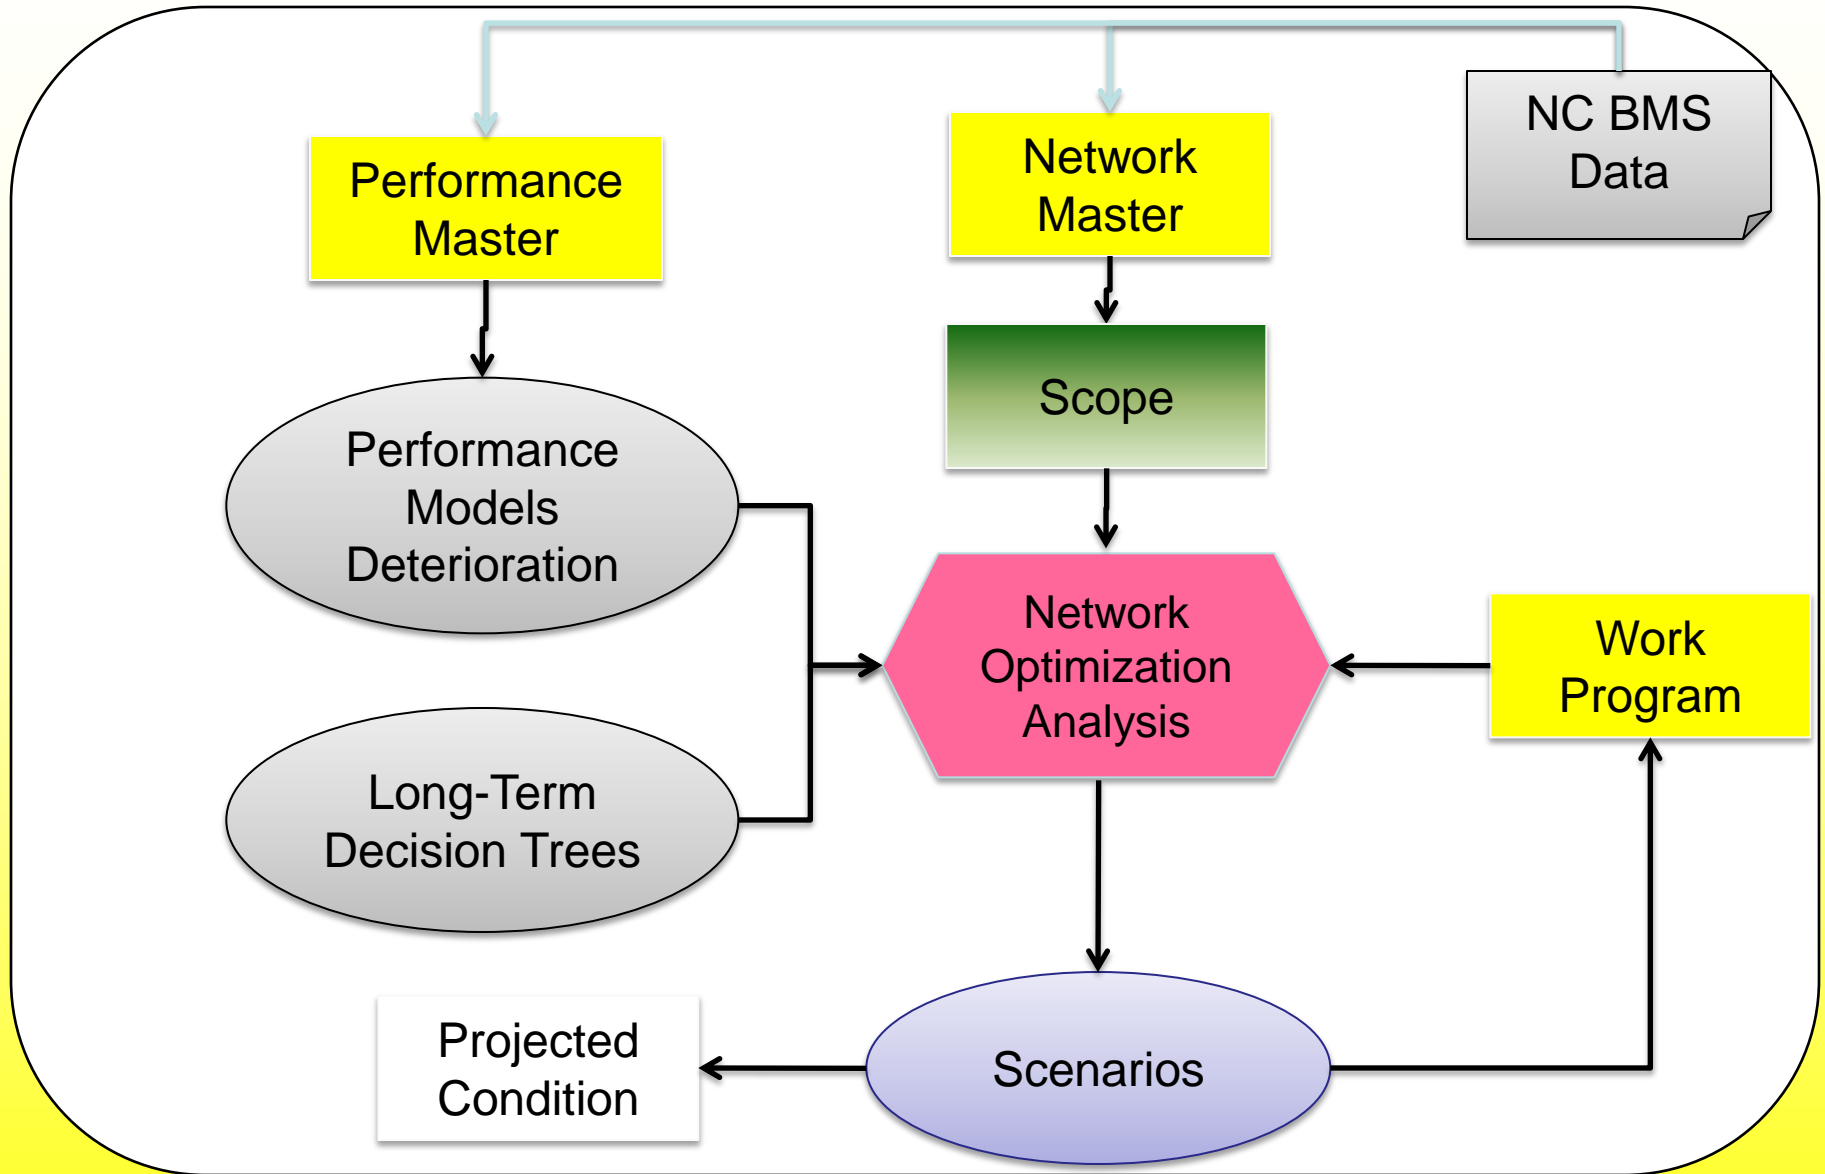 NC BMS
Data
Performance
Master
Network
Master
Scope
Performance
Models
Deterioration
Network
Optimization
Analysis
Work
Program
Long-Term
Decision Trees
Projected
Condition
Scenarios